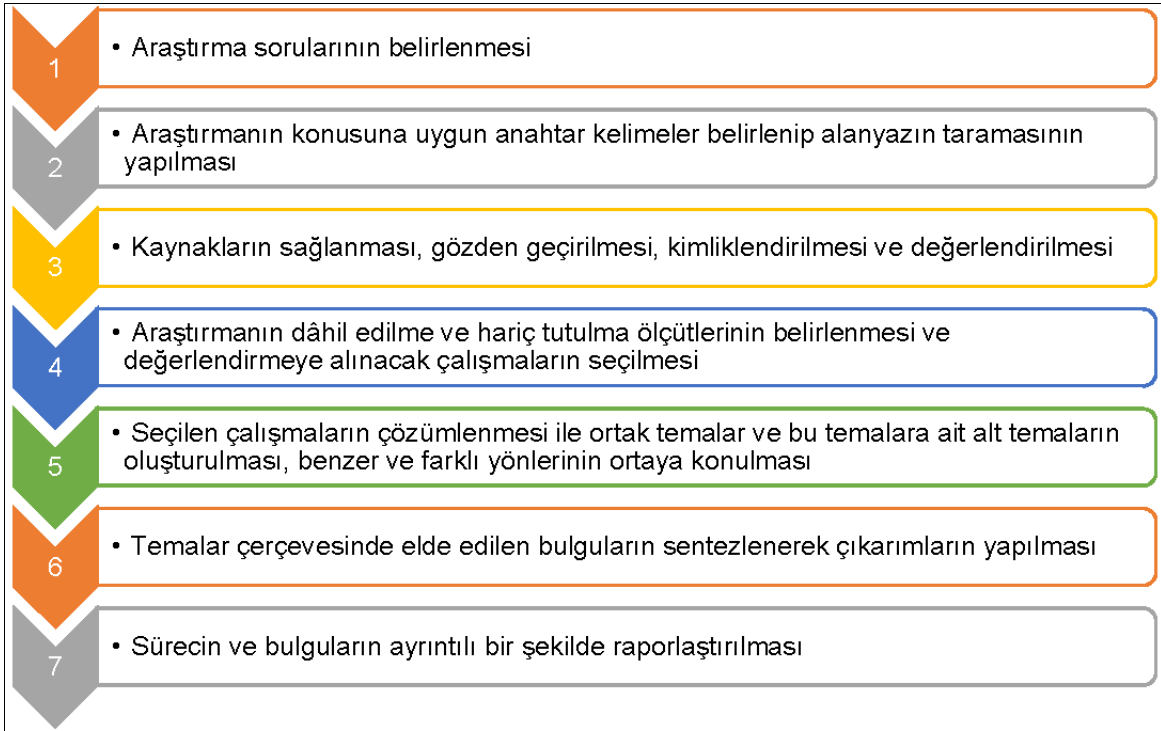 1
• Araştırma sorularının belirlenmesi
2
• Araştırmanın konusuna uygun anahtar kelimeler belirlenip alanyazın taramasının
yapılması
3
• Kaynakların sağlanması, gözden geçirilmesi, kimliklendirilmesi ve değerlendirilmesi
4
• Araştırmanın dâhil edilme ve hariç tutulma ölçütlerinin belirlenmesi ve
değerlendirmeye alınacak çalışmaların seçilmesi
5
• Seçilen çalışmaların çözümlenmesi ile ortak temalar ve bu temalara ait alt temaların
oluşturulması, benzer ve farklı yönlerinin ortaya konulması
6
• Temalar çerçevesinde elde edilen bulguların sentezlenerek çıkarımların yapılması
7
• Sürecin ve bulguların ayrıntılı bir şekilde raporlaştırılması